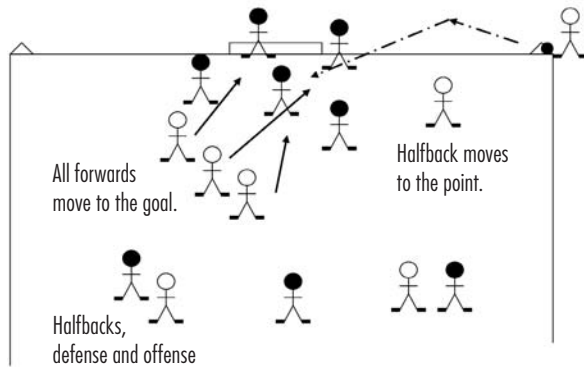 All forwards
move to the goal.
Halfback moves
to the point.
Halfbacks,
defense and offense